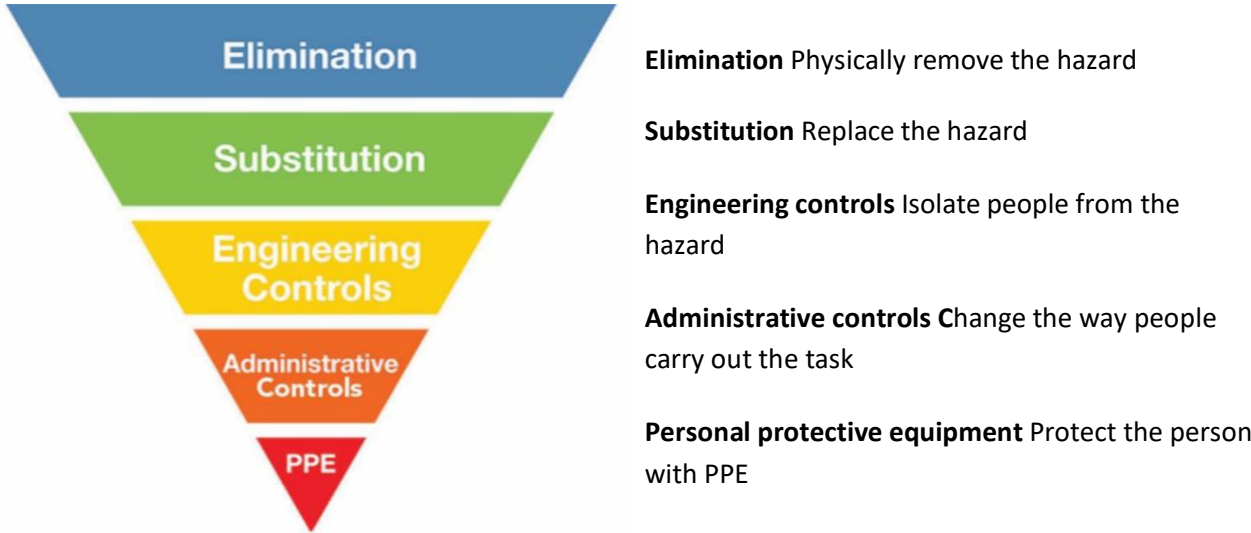 Elimination
Substitution
Engineering
Controls
Administrative
Controls
PPE
Elimination Physically remove the hazard
Substitution Replace the hazard
Engineering controls Isolate people from the
hazard
Administrative controls Change the way people
carry out the task
Personal protective equipment Protect the person
with PPE